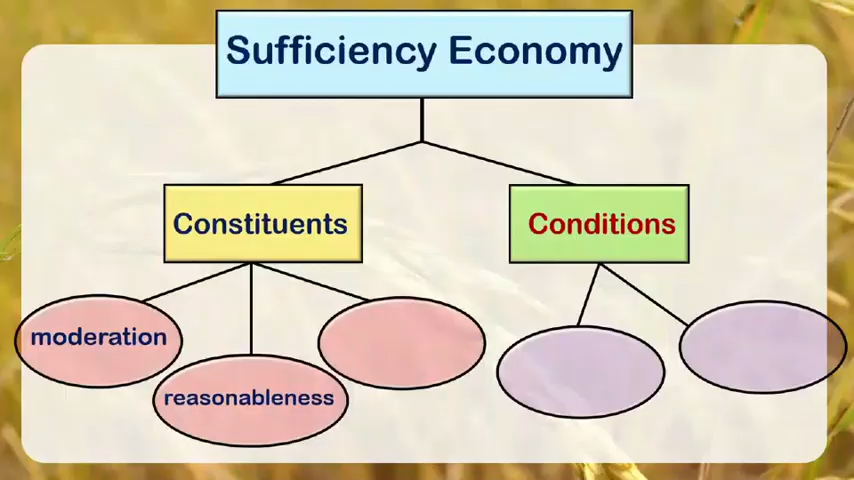 Sufficiency Economy
Constituents
Conditions
moderation
reasonableness